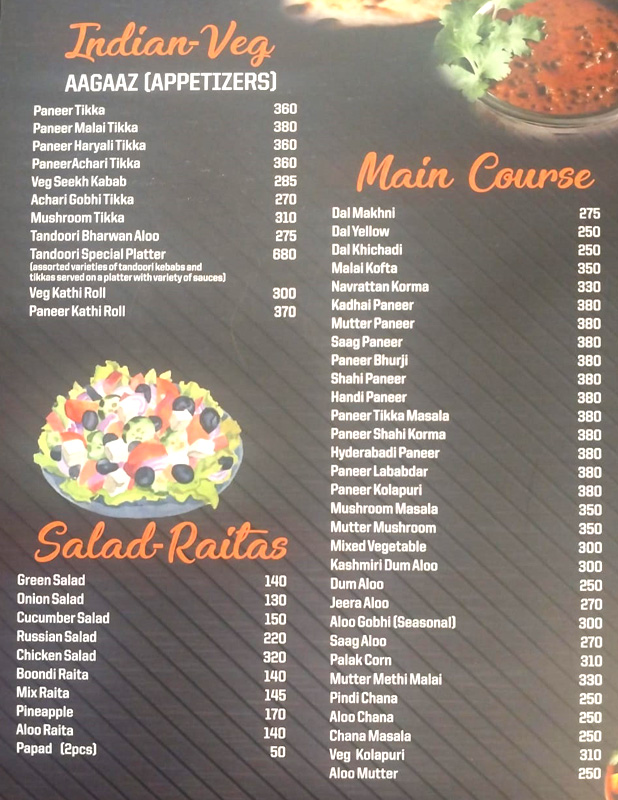 Indian-Veg
AAGAAZ (APPETIZERS)
Paneer Tikka 360
Paneer Malai Tikka 380
Paneer Haryali Tikka 360
PaneerAchari Tikka 360
Veg Seekh Kabab 285
Achari Gobhi Tikka 270
Mushroom Tikka 310
Tandoori Bharwan Aloo 275
Tandoori Special Platter 680
(assorted varieties of tandoori kebabs and
tikkas served on a platter with variety of sauces)
Veg Kathi Roll 300
Paneer Kathi Roll 370
Salad-Raitas
Green Salad 140
Onion Salad 130
Cucumber Salad 150
Russian Salad 220
Chicken Salad 320
Boondi Raita 140
Mix Raita 145
Pineapple 170
Aloo Raita 140
Papad (2pcs) 50
Main Course
Dal Makhni 275
Dal Yellow 250
Dal Khichadi 250
Malai Kofta 350
Navrattan Korma 330
Kadhai Paneer 380
Mutter Paneer 380
Saag Paneer 380
Paneer Bhurji 380
Shahi Paneer 380
Handi Paneer 380
Paneer Tikka Masala 380
Paneer Shahi Korma 380
Hyderabadi Paneer 380
Paneer Lababdar 380
Paneer Kolapuri 380
Mushroom Masala 350
Mutter Mushroom 350
Mixed Vegetable 300
Kashmiri Dum Aloo 300
Dum Aloo 250
Jeera Aloo 270
Aloo Gobhi (Seasonal) 300
Saag Aloo 270
Palak Corn 310
Mutter Methi Malai 330
Pindi Chana 250
Aloo Chana 250
Chana Masala 250
Veg Kolapuri 310
Aloo Mutter 250